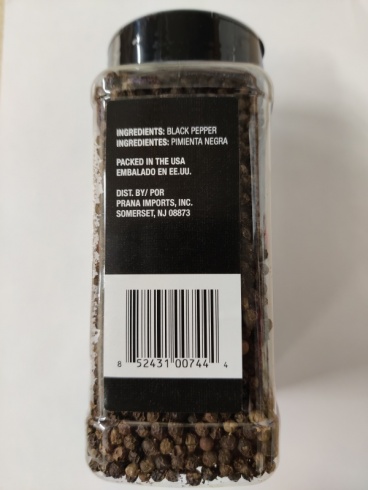 INGREDIENTS: BLACK PEPPER
INGREDIENTES: PIMIENTA NEGRA
PACKED IN THE USA
EMBALADO EN EE.UU.
DIST. BY/ POR
PRANA IMPORTS, INC.
SOMERSET, NJ 08873
8 52431 00744 4